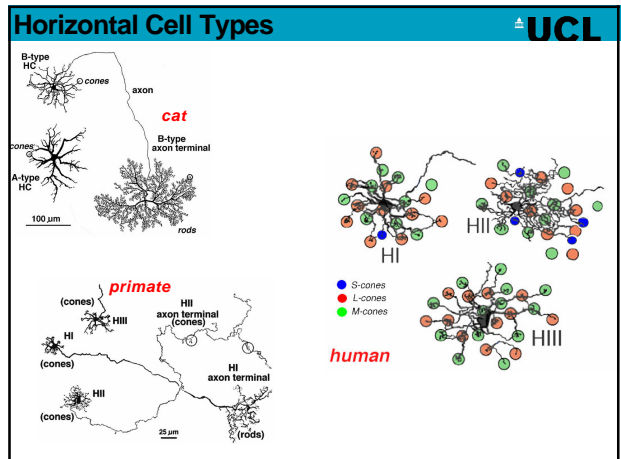 Horizontal Cell Types
UCL
B-type
HC
cones
axon
cat
B-type
axon terminal
cones
A-type
HC
100 µm
rods
primate
(cones)
HIII
HI
(cones)
HII
(cones)
HII
axon terminal
(cones)
HI
axon terminal
(rods)
25 µm
HI
HII
S-cones
L-cones
M-cones
HIII
human